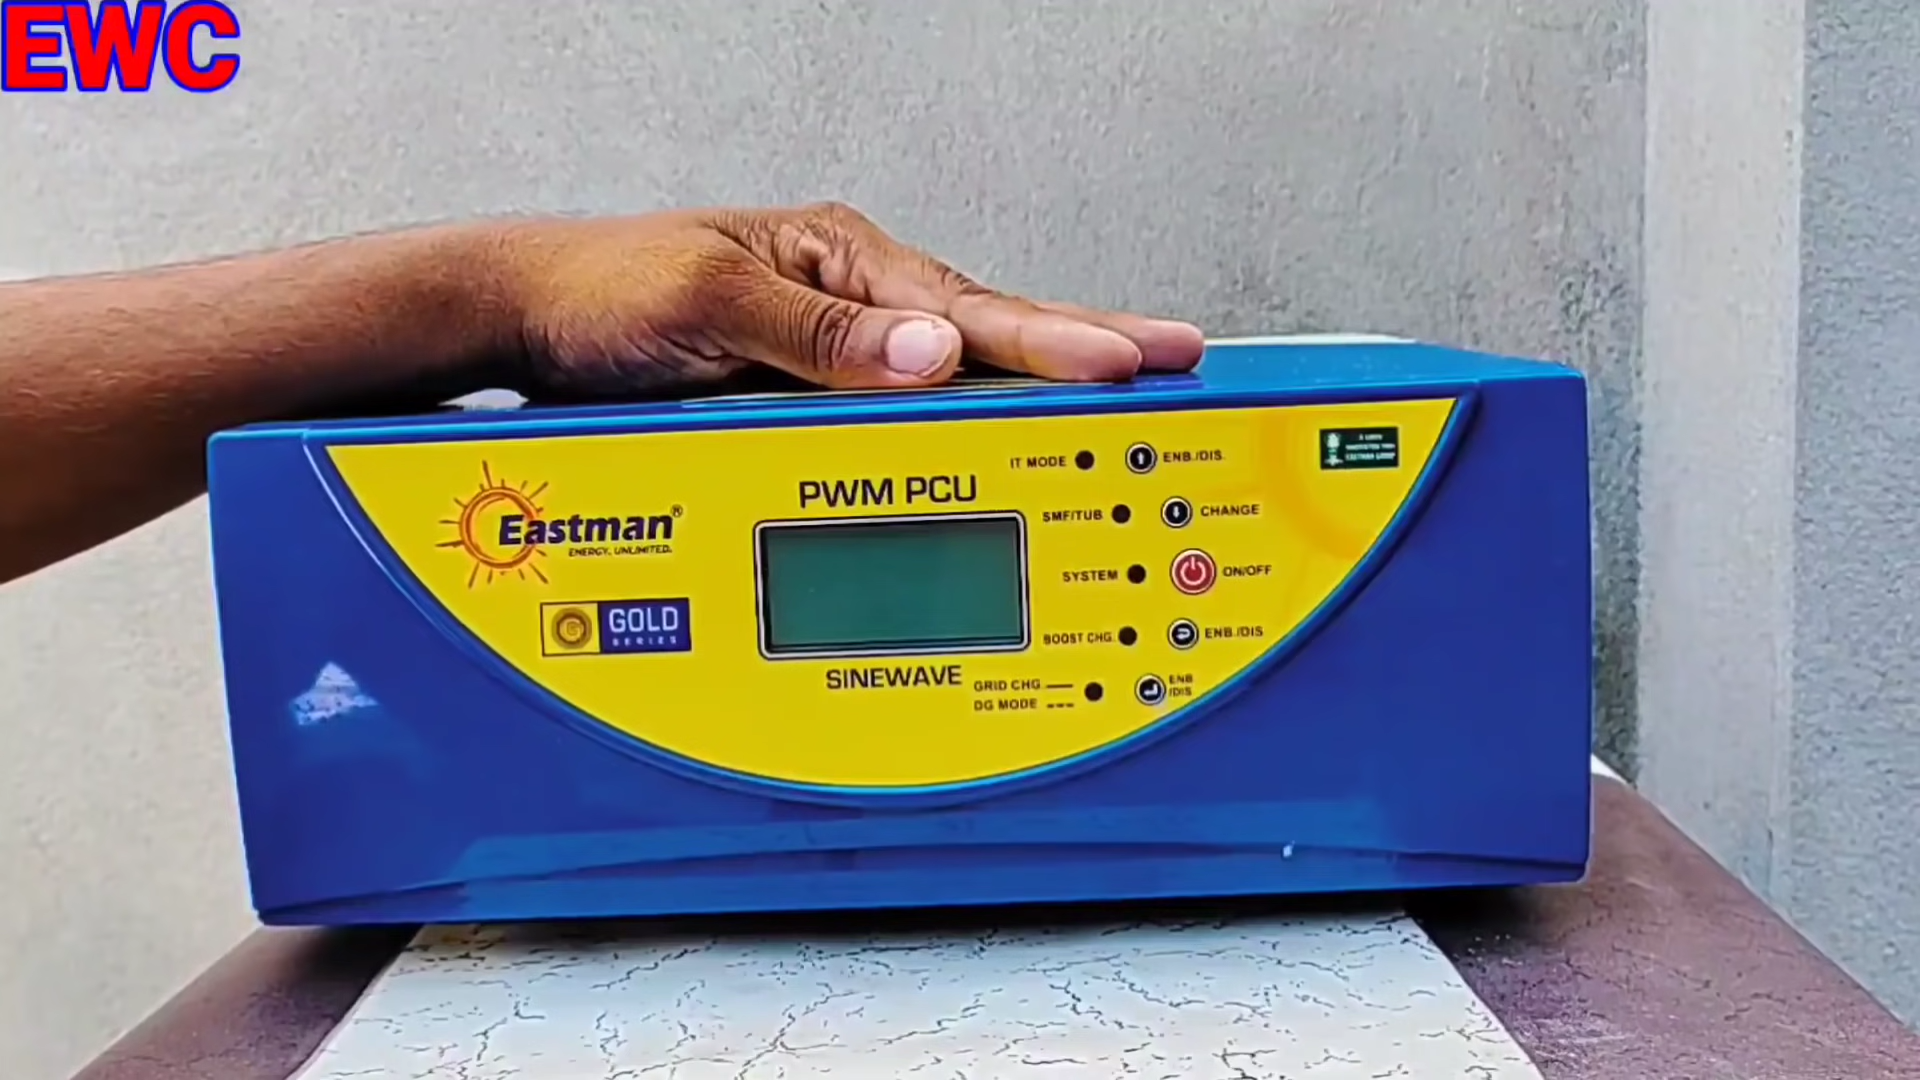 EWC
IT MODE ENB./DIS.
PWM PCU
Eastman®
ENERGY. UNLIMITED.
SMF/TUB CHANGE
SYSTEM ON/OFF
GOLD
SERIES
BOOST CHG. ENB./DIS
SINEWAVE
GRID CHG ENB
DG MODE /DIS